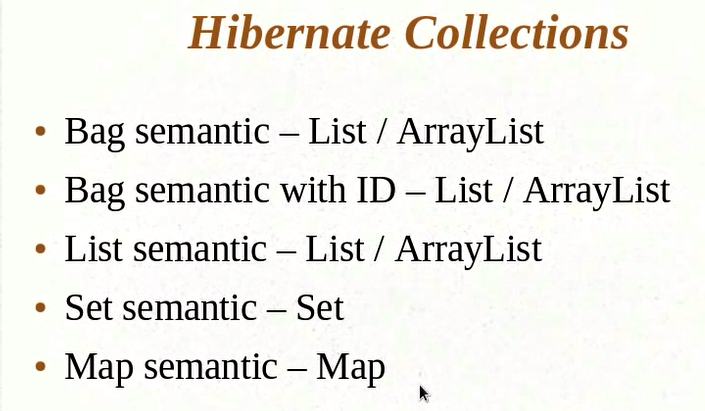 Hibernate Collections
• Bag semantic – List / ArrayList
• Bag semantic with ID – List / ArrayList
• List semantic – List / ArrayList
• Set semantic – Set
• Map semantic – Map